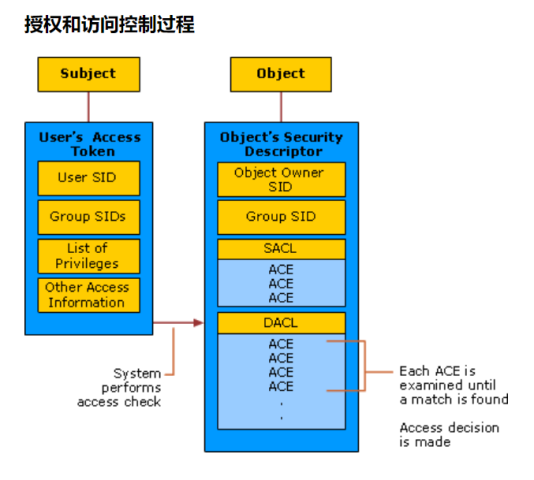 授权和访问控制过程
Subject
Object
User's Access
Token
User SID
Group SIDs
List of
Privileges
Other Access
Information
Object's Security
Descriptor
Object Owner
SID
Group SID
SACL
ACE
ACE
ACE
DACL
ACE
ACE
ACE
ACE
.
.
System
performs
access check
Each ACE is
examined until
a match is found
Access decision
is made